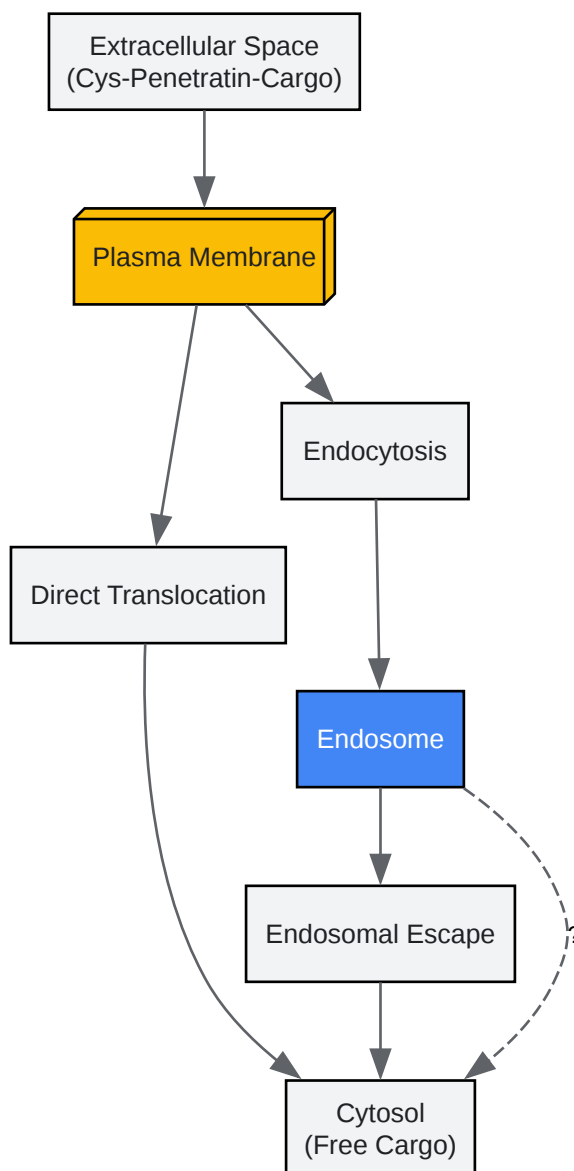 Extracellular Space
(Cys-Penetratin-Cargo)
Plasma Membrane
Endocytosis
Direct Translocation
Endosome
Endosomal Escape
?
Cytosol
(Free Cargo)